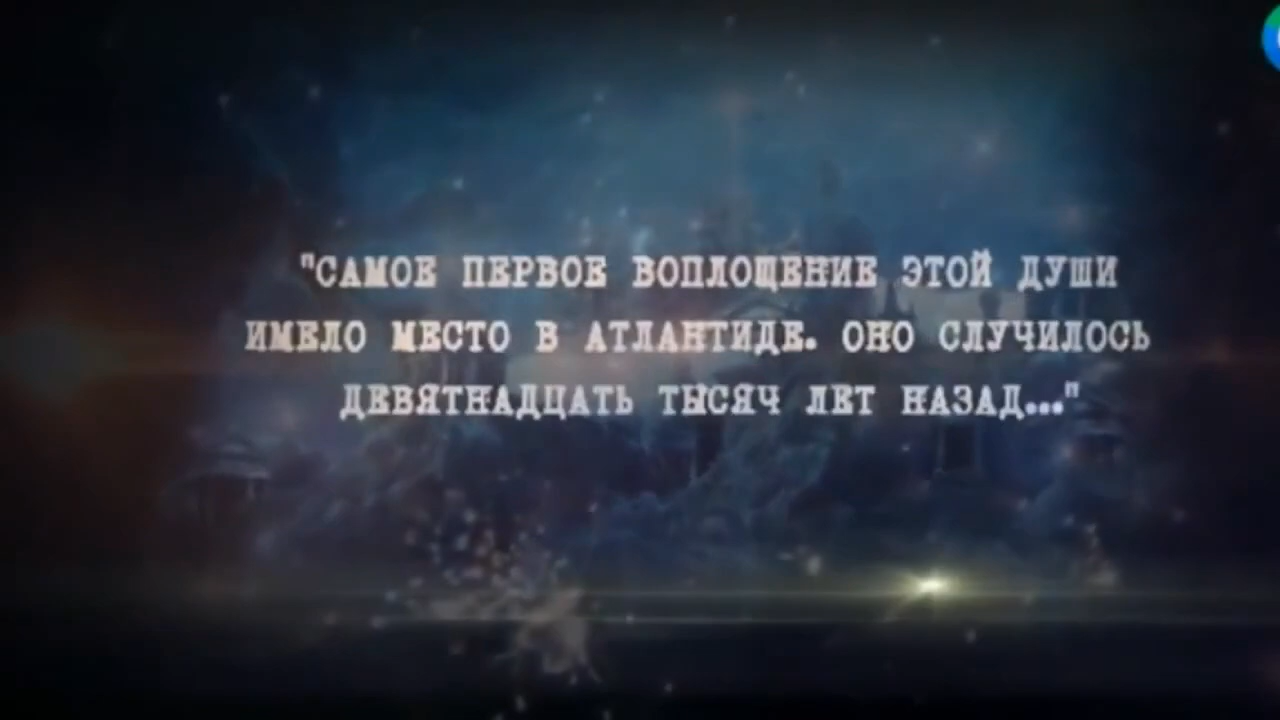 "САМОЕ ПЕРВОЕ ВОПЛОЩЕНИЕ ЭТОЙ ДУШИ
ИМЕЛО МЕСТО В АТЛАНТИДЕ. ОНО СЛУЧИЛОСЬ
ДЕВЯТНАДЦАТЬ ТЫСЯЧ ЛЕТ НАЗАД..."